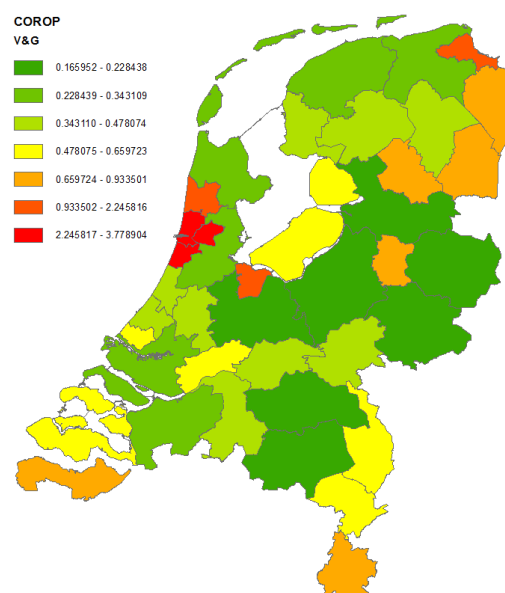 COROP
V&G
0.165952 - 0.228438
0.228439 - 0.343109
0.343110 - 0.478074
0.478075 - 0.659723
0.659724 - 0.933501
0.933502 - 2.245816
2.245817 - 3.778904